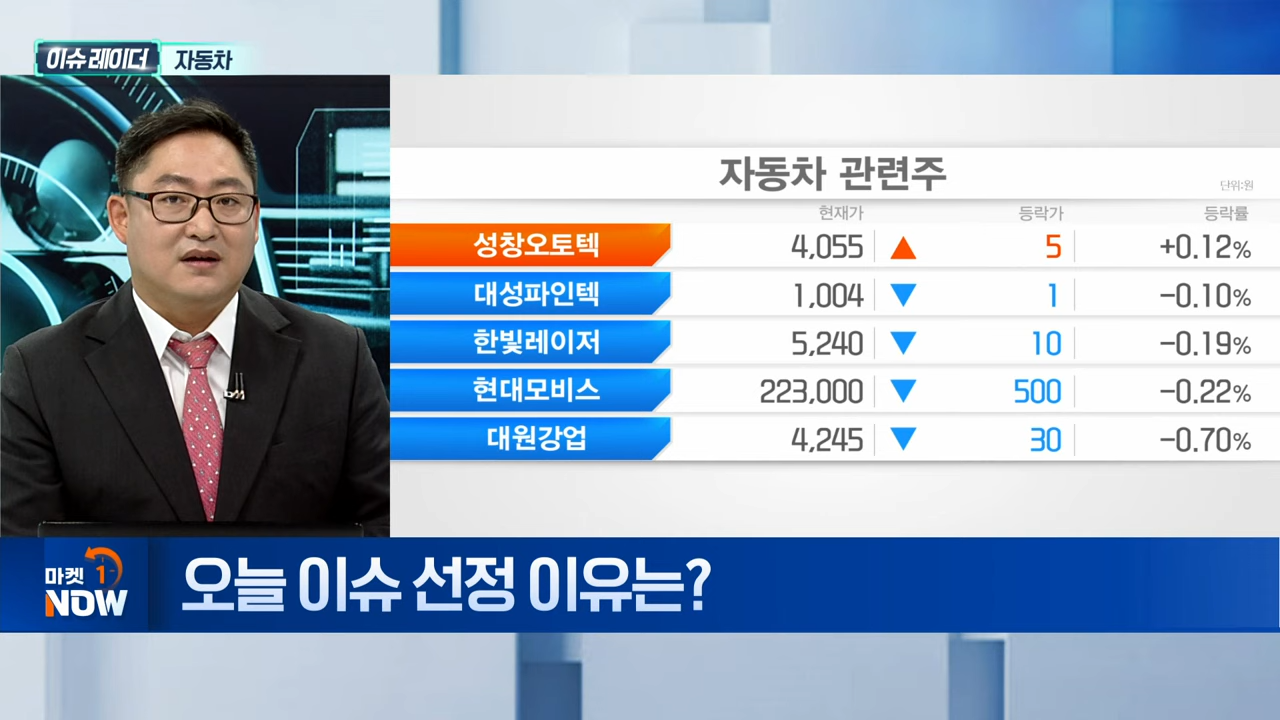 이슈 레이더 자동차
자동차 관련주
단위:원
현재가 등락가 등락률
성창오토텍 4,055 ▲ 5 +0.12%
대성파인텍 1,004 ▼ 1 -0.10%
한빛레이저 5,240 ▼ 10 -0.19%
현대모비스 223,000 ▼ 500 -0.22%
대원강업 4,245 ▼ 30 -0.70%
마켓 1
NOW
오늘 이슈 선정 이유는?